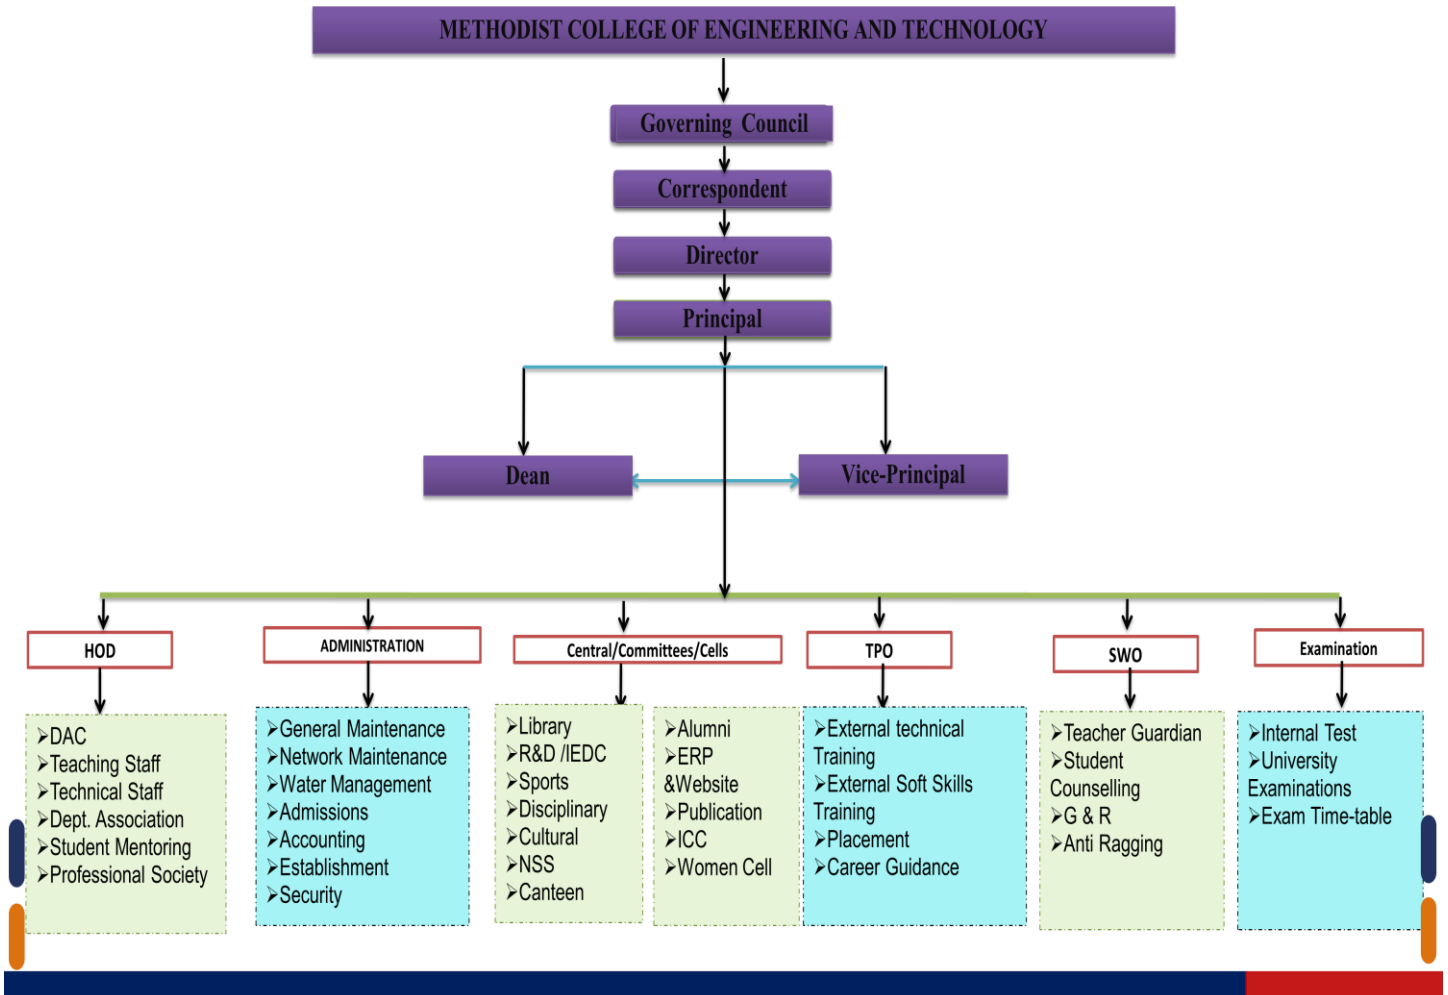 METHODIST COLLEGE OF ENGINEERING AND TECHNOLOGY
Governing Council
Correspondent
Director
Principal
Dean
Vice-Principal
HOD
➢DAC
➢Teaching Staff
➢Technical Staff
➢Dept. Association
➢Student Mentoring
➢Professional Society
ADMINISTRATION
➢General Maintenance
➢Network Maintenance
➢Water Management
➢Admissions
➢Accounting
➢Establishment
➢Security
Central/Committees/Cells
➢Library
➢R&D /IEDC
➢Sports
➢Disciplinary
➢Cultural
➢NSS
➢Canteen
➢Alumni
➢ERP
&Website
➢Publication
➢ICC
➢Women Cell
TPO
➢External technical
Training
➢External Soft Skills
Training
➢Placement
➢Career Guidance
SWO
➢Teacher Guardian
➢Student
Counselling
➢G & R
➢Anti Ragging
Examination
➢Internal Test
➢University
Examinations
➢Exam Time-table